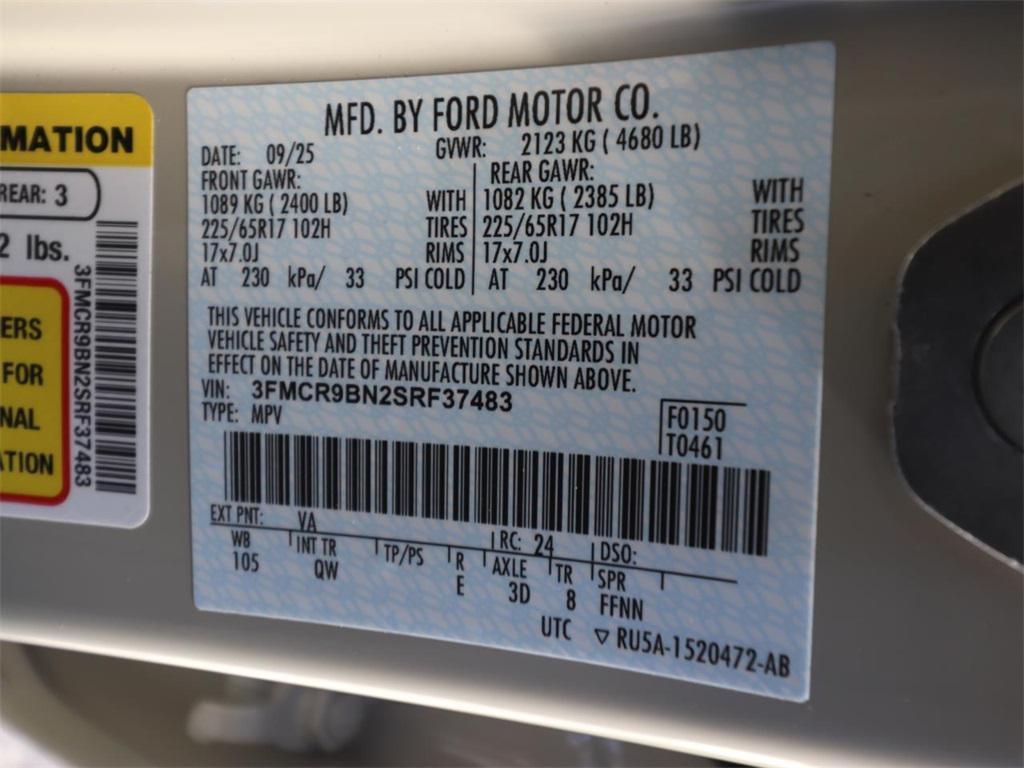 MATION
REAR: 3
2 lbs.
ERS
FOR
NAL
ATION
3FMCR9BN2SRF37483
MFD. BY FORD MOTOR CO.
DATE: 09/25 GVWR: 2123 KG ( 4680 LB)
FRONT GAWR: REAR GAWR:
1089 KG ( 2400 LB) WITH 1082 KG ( 2385 LB) WITH
225/65R17 102H TIRES 225/65R17 102H TIRES
17x7.0J RIMS 17x7.0J RIMS
AT 230 kPa/ 33 PSI COLD AT 230 kPa/ 33 PSI COLD
THIS VEHICLE CONFORMS TO ALL APPLICABLE FEDERAL MOTOR
VEHICLE SAFETY AND THEFT PREVENTION STANDARDS IN
EFFECT ON THE DATE OF MANUFACTURE SHOWN ABOVE.
VIN: 3FMCR9BN2SRF37483
TYPE: MPV
F0150
T0461
EXT PNT: VA RC: 24 DSO:
WB INT TR TP/PS R AXLE TR SPR
105 QW E 3D 8 FFNN
UTC ▽ RU5A-1520472-AB